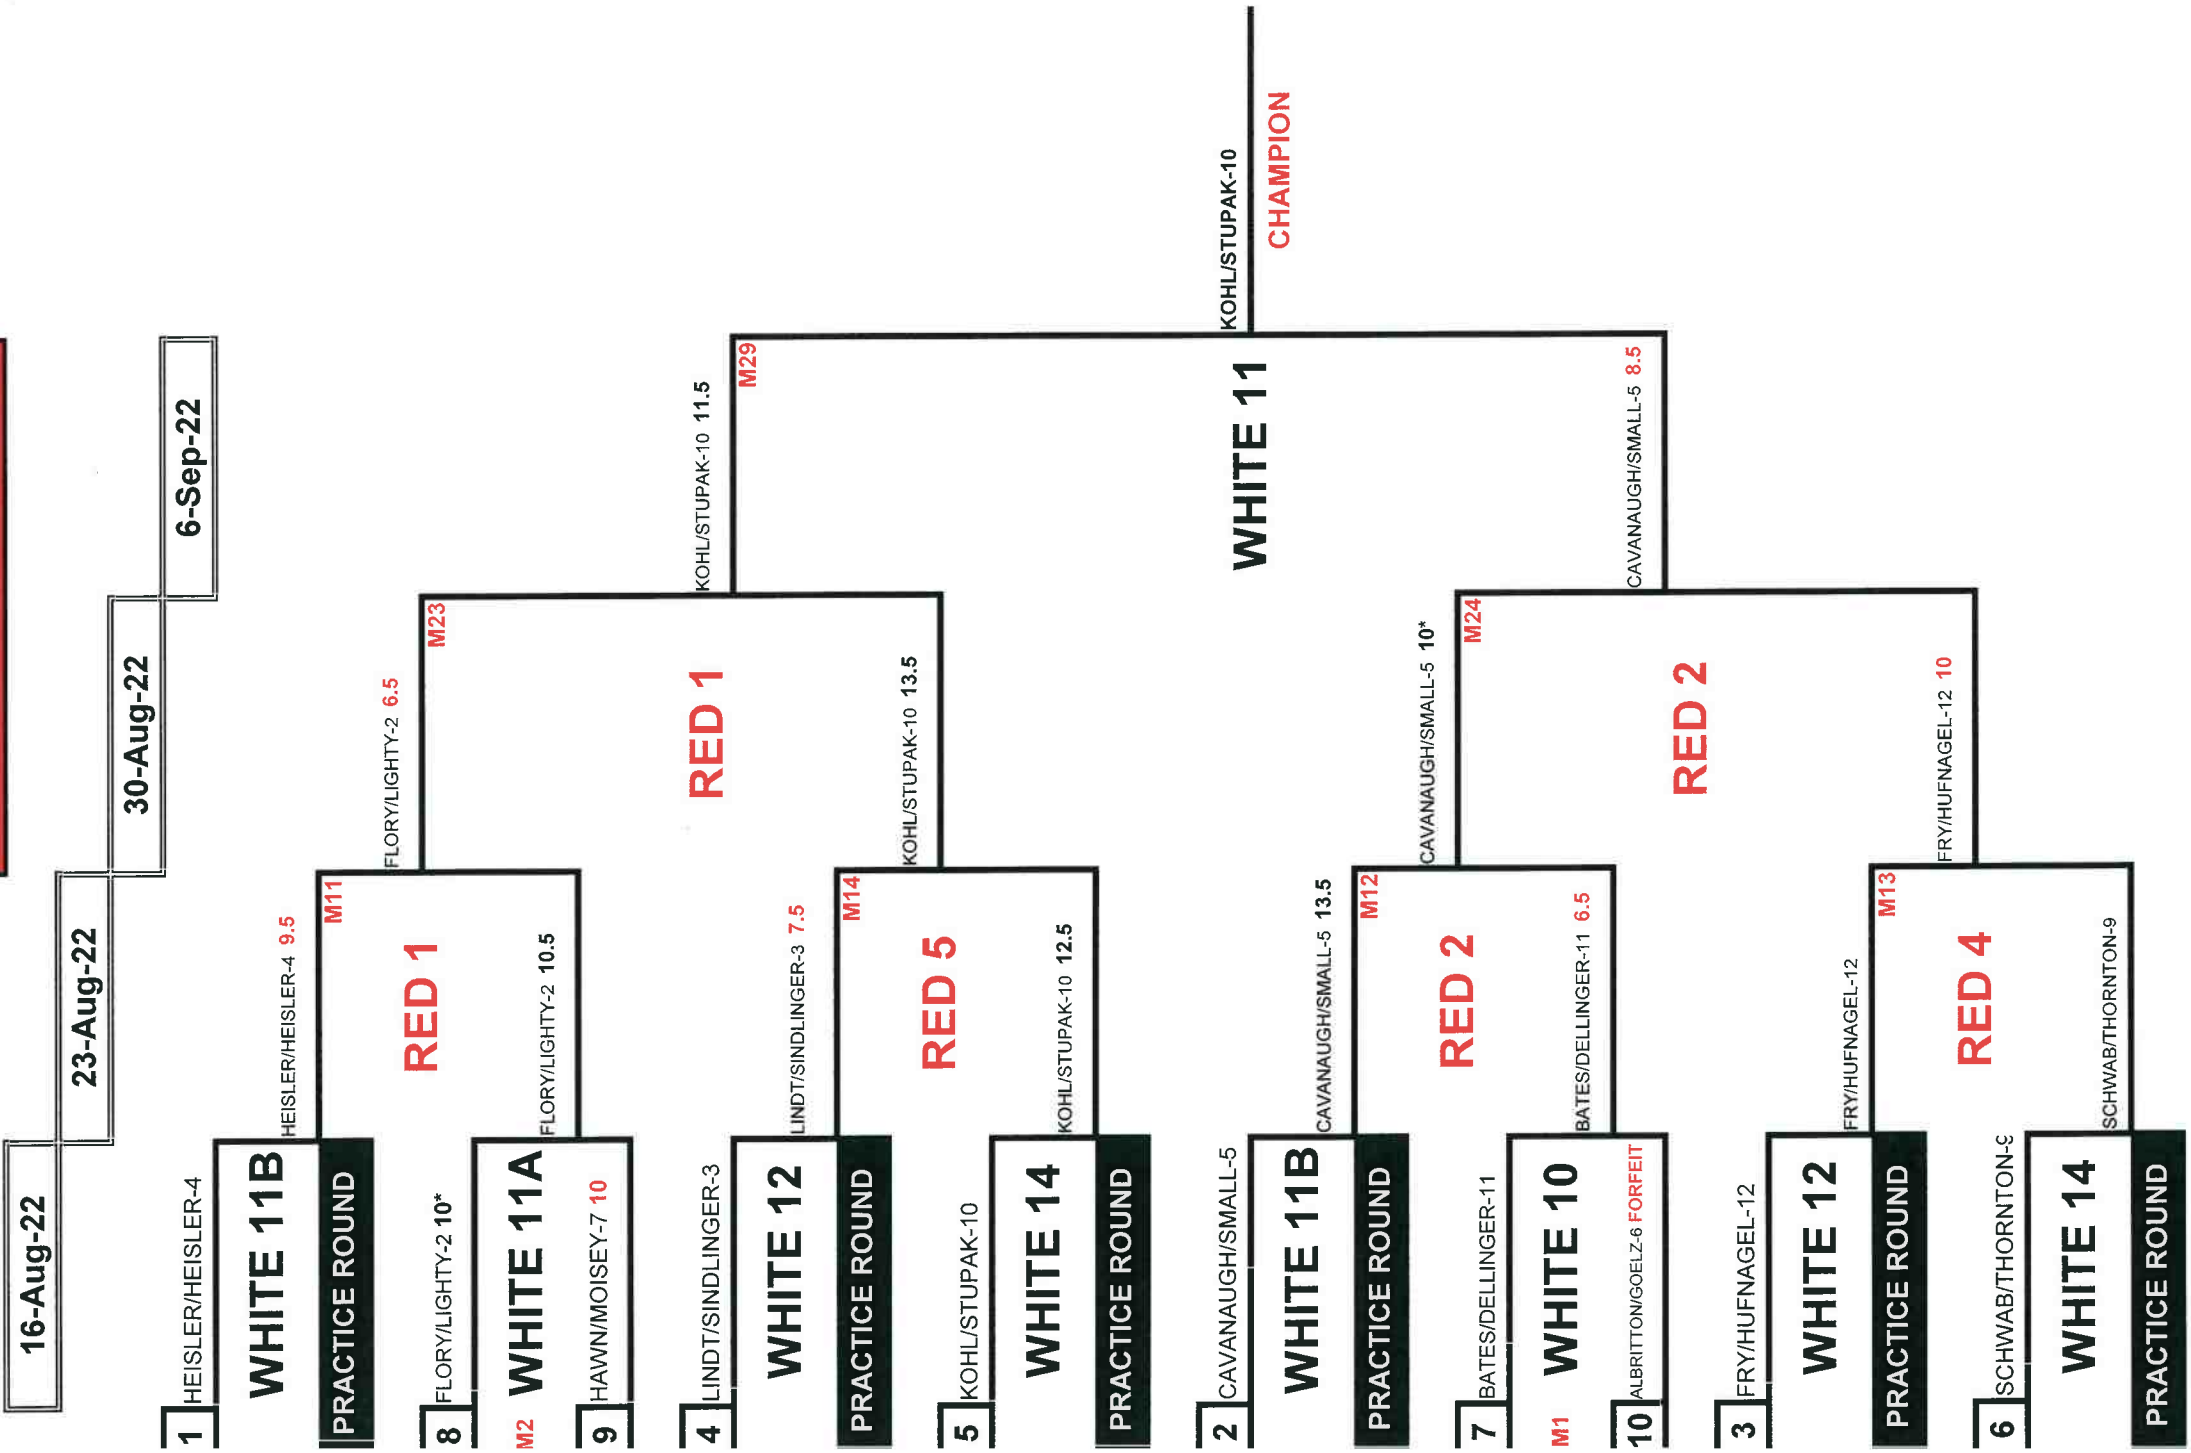 16-Aug-22
23-Aug-22
30-Aug-22
6-Sep-22
1 HEISLER/HEISLER-4
WHITE 11B
PRACTICE ROUND
8 FLORY/LIGHTY-2 10*
M2 WHITE 11A
9 HAWN/MOISEY-7 10
4 LINDT/SINDLINGER-3
WHITE 12
PRACTICE ROUND
5 KOHL/STUPAK-10
WHITE 14
PRACTICE ROUND
2 CAVANAUGH/SMALL-5
WHITE 11B
PRACTICE ROUND
7 BATES/DELLINGER-11
M1 WHITE 10
10 ALBRITTON/GOELZ-6 FORFEIT
3 FRY/HUFNAGEL-12
WHITE 12
PRACTICE ROUND
6 SCHWAB/THORNTON-9
WHITE 14
PRACTICE ROUND
HEISLER/HEISLER-4 9.5
M11
RED 1
FLORY/LIGHTY-2 10.5
LINDT/SINDLINGER-3 7.5
M14
RED 5
KOHL/STUPAK-10 12.5
CAVANAUGH/SMALL-5 13.5
M12
RED 2
BATES/DELLINGER-11 6.5
FRY/HUFNAGEL-12
M13
RED 4
SCHWAB/THORNTON-9
FLORY/LIGHTY-2 6.5
M23
RED 1
KOHL/STUPAK-10 13.5
CAVANAUGH/SMALL-5 10*
M24
RED 2
FRY/HUFNAGEL-12 10
KOHL/STUPAK-10 11.5
M29
WHITE 11
CAVANAUGH/SMALL-5 8.5
KOHL/STUPAK-10
CHAMPION